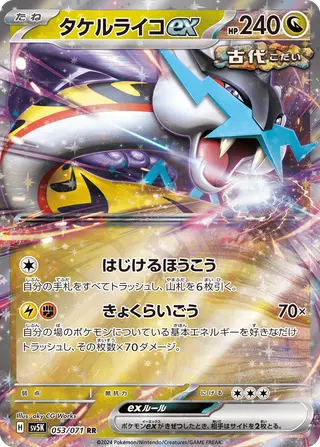 たね
タケルライコex
HP 240
古代 こだい
はじけるほうこう
自分の手札をすべてトラッシュし、山札を6枚引く。
きょくらいごう 70×
自分の場のポケモンについている基本エネルギーを好きなだけ
トラッシュし、その枚数×70ダメージ。
弱点 抵抗力 にげる
Illus. aky CG Works
exルール
ポケモンexがきぜつしたとき、相手はサイドを2枚とる。
H sv5K 053/071 RR
©2024 Pokémon/Nintendo/Creatures/GAME FREAK.